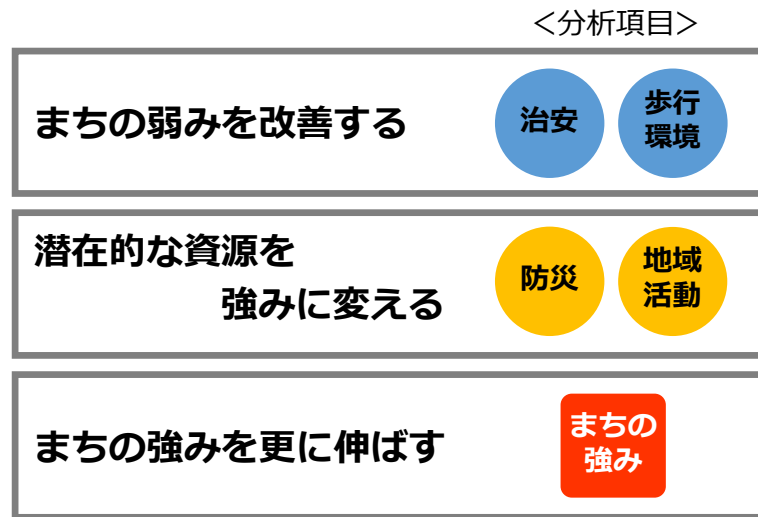 ＜分析項目＞
まちの弱みを改善する
治安
歩行
環境
潜在的な資源を
強みに変える
防災
地域
活動
まちの強みを更に伸ばす
まちの
強み